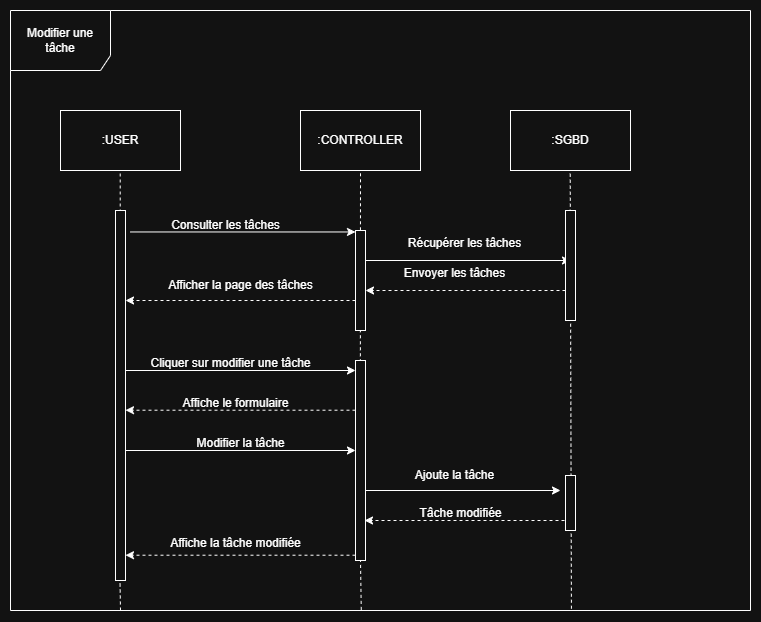 Modifier une
tâche
:USER
:CONTROLLER
:SGBD
Consulter les tâches
Récupérer les tâches
Envoyer les tâches
Afficher la page des tâches
Cliquer sur modifier une tâche
Affiche le formulaire
Modifier la tâche
Ajoute la tâche
Tâche modifiée
Affiche la tâche modifiée